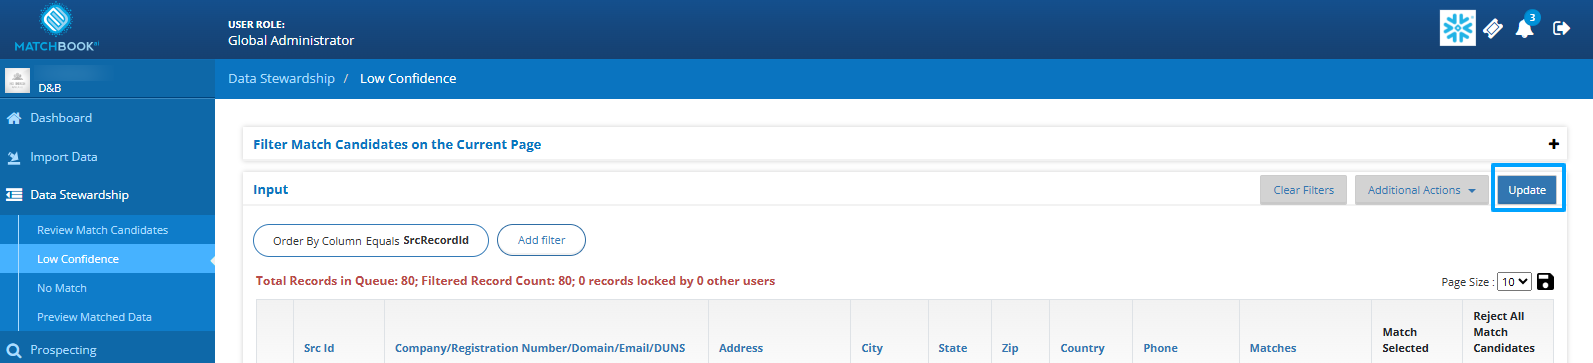 USER ROLE:
Global Administrator
3
MATCHBOOK
D&B
Data Stewardship / Low Confidence
Dashboard
Import Data
Data Stewardship
Review Match Candidates
Low Confidence
No Match
Preview Matched Data
Prospecting
Filter Match Candidates on the Current Page
Input
Clear Filters
Additional Actions
Update
Order By Column Equals SrcRecordId
Add filter
Total Records in Queue: 80; Filtered Record Count: 80; 0 records locked by 0 other users
Page Size : 10
Src Id
Company/Registration Number/Domain/Email/DUNS
Address
City
State
Zip
Country
Phone
Matches
Match
Selected
Reject All
Match
Candidates